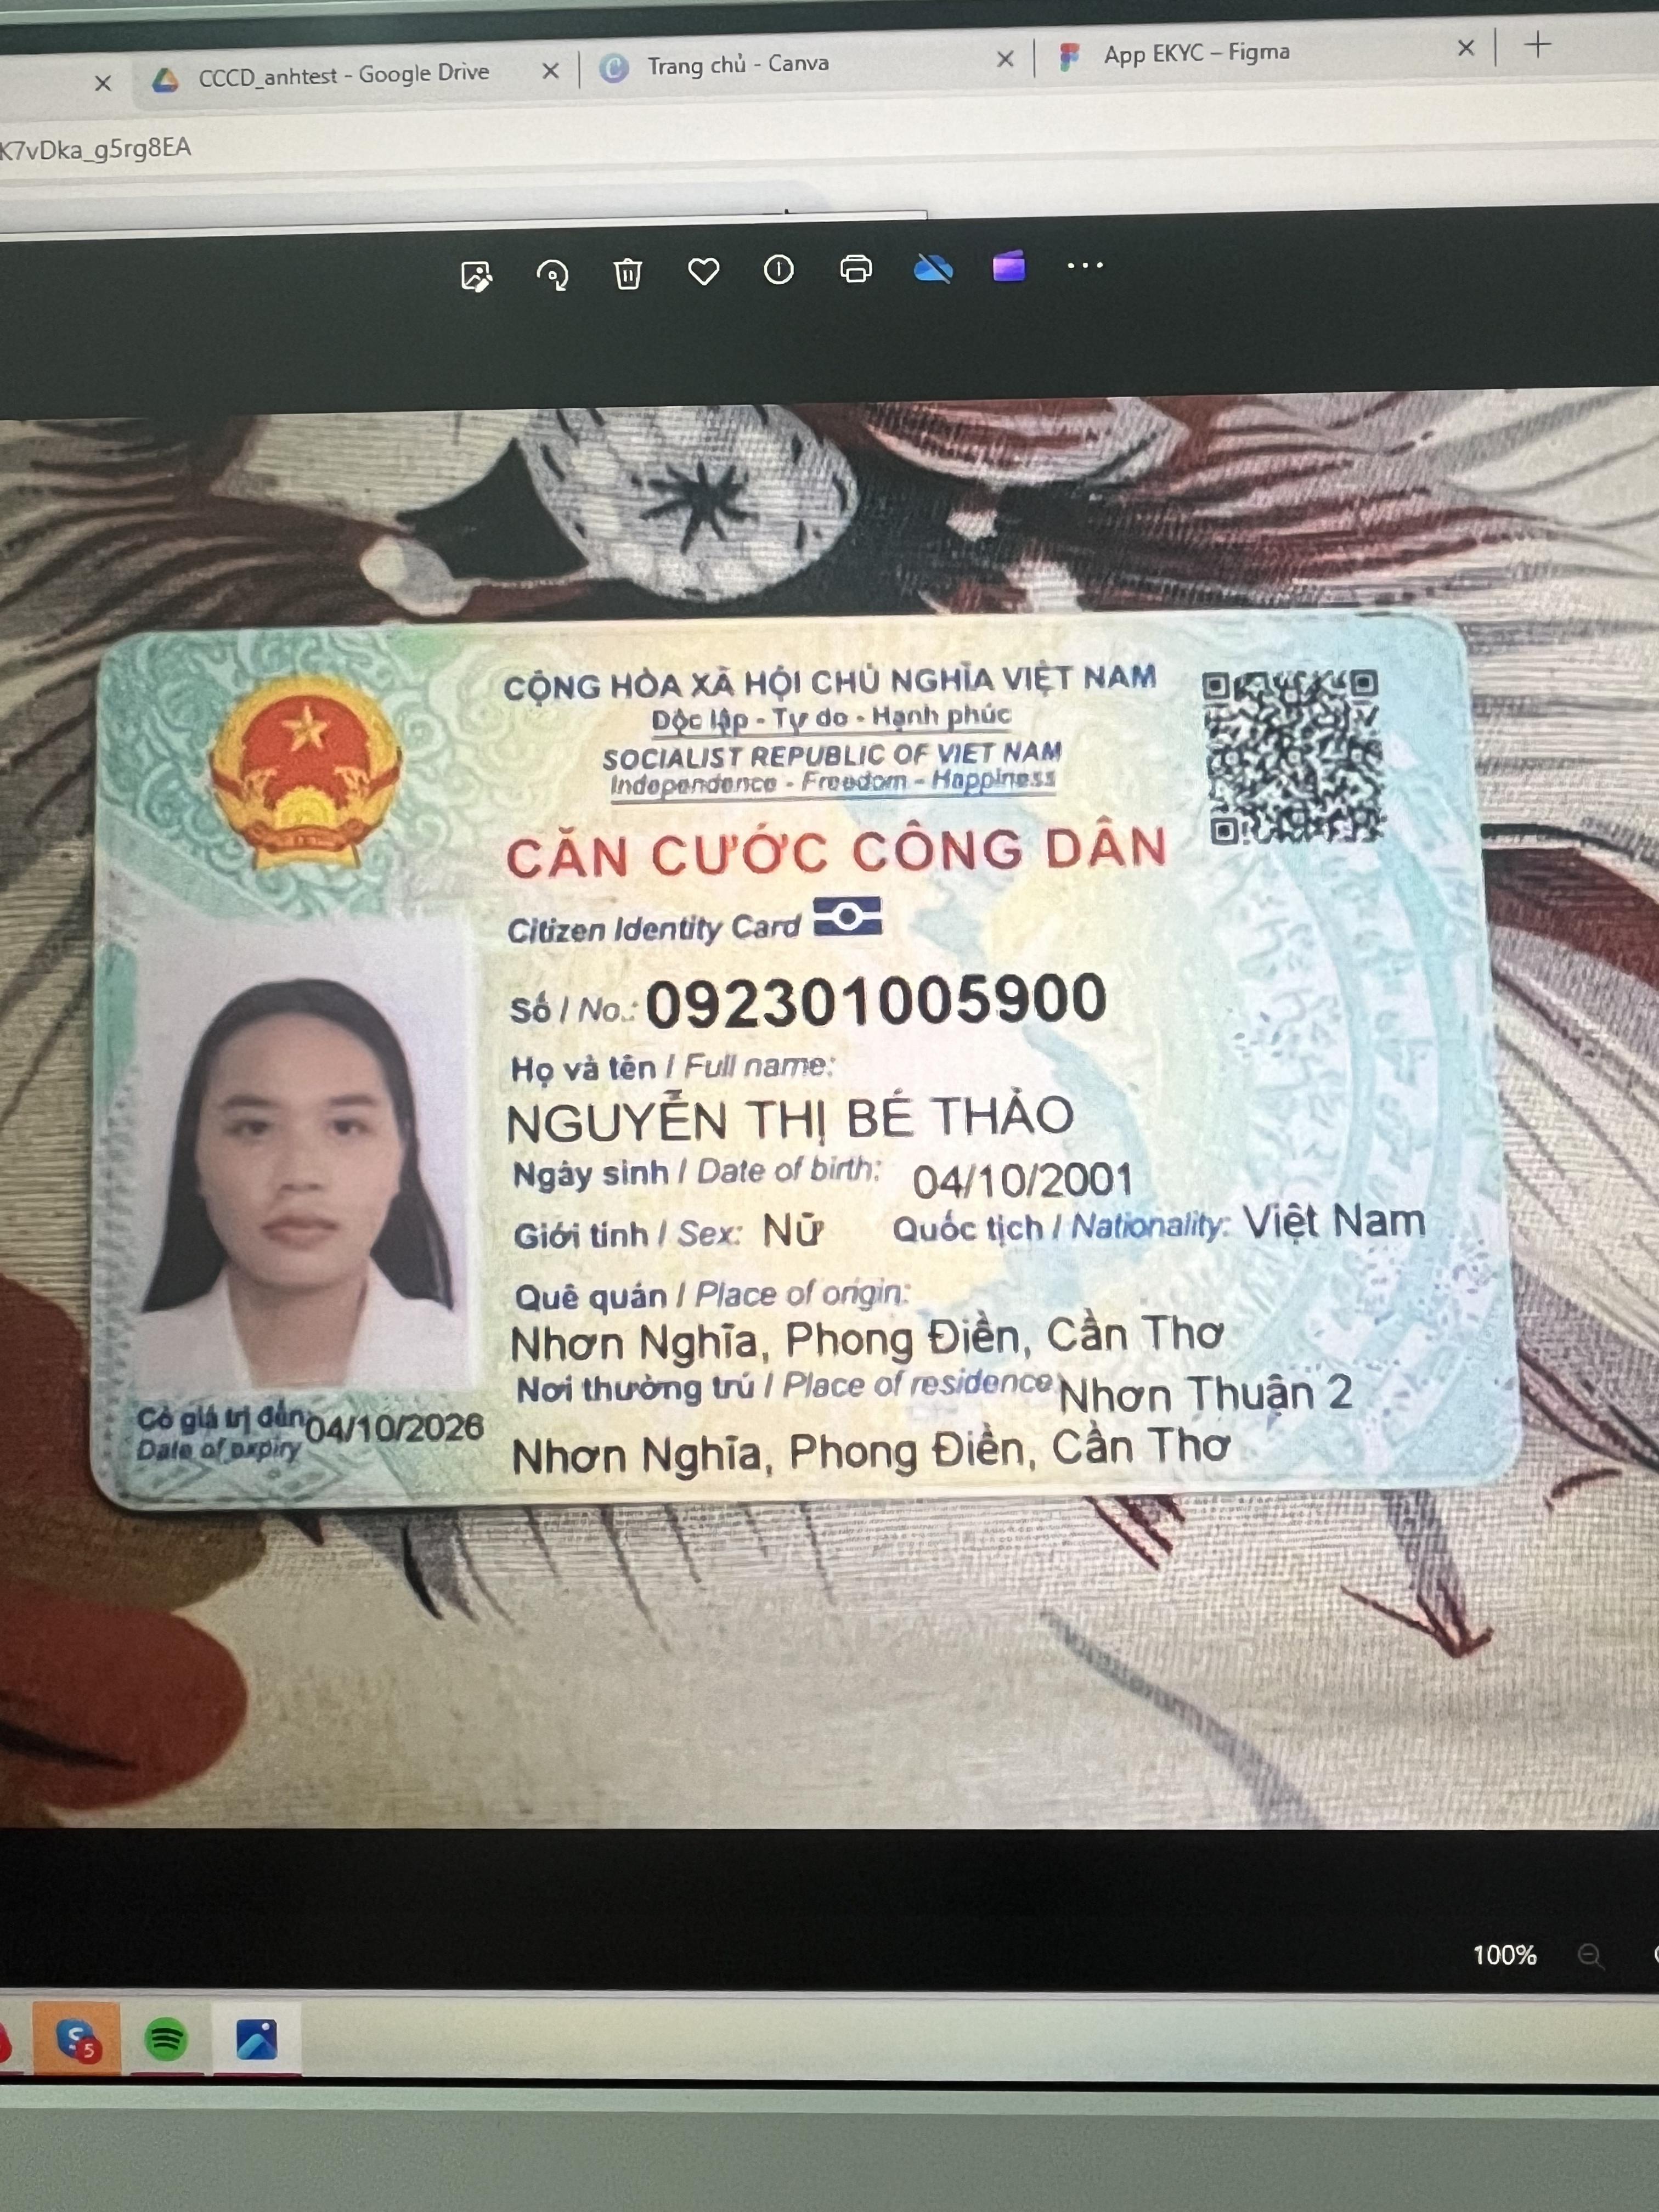 CCCD_anhtest - Google Drive
Trang chủ - Canva
App EKYC – Figma
K7vDka_g5rg8EA
CỘNG HÒA XÃ HỘI CHỦ NGHĨA VIỆT NAM
Độc lập - Tự do - Hạnh phúc
SOCIALIST REPUBLIC OF VIET NAM
Independence - Freedom - Happiness
CĂN CƯỚC CÔNG DÂN
Citizen Identity Card
Số / No.: 092301005900
Họ và tên / Full name:
NGUYỄN THỊ BÉ THẢO
Ngày sinh / Date of birth: 04/10/2001
Giới tính / Sex: Nữ Quốc tịch / Nationality: Việt Nam
Quê quán / Place of origin:
Nhơn Nghĩa, Phong Điền, Cần Thơ
Nơi thường trú / Place of residence: Nhơn Thuận 2
Nhơn Nghĩa, Phong Điền, Cần Thơ
Có giá trị đến: 04/10/2026
Date of expiry
100%
5